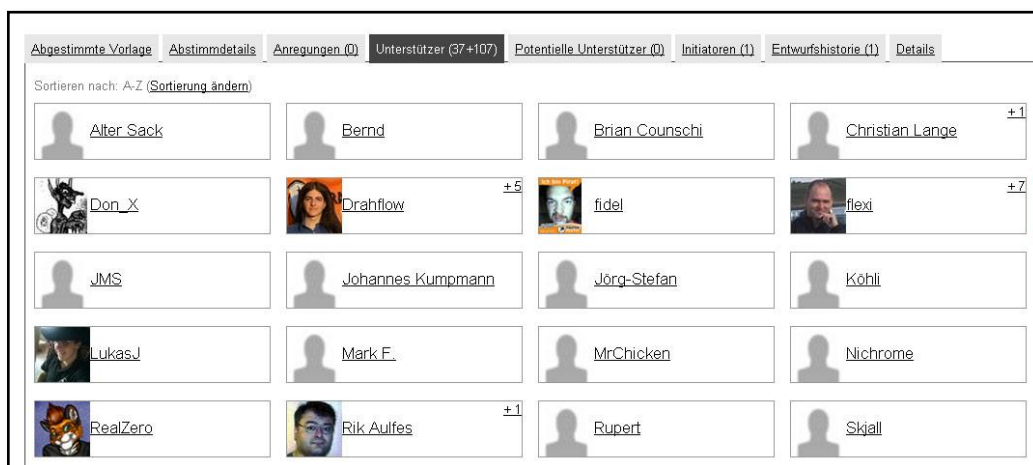 Abgestimmte Vorlage Abstimmdetails Anregungen (0) Unterstützer (37+107) Potentielle Unterstützer (0) Initiatoren (1) Entwurfshistorie (1) Details
Sortieren nach: A-Z (Sortierung ändern)
Alter Sack Bernd Brian Counschi Christian Lange +1
Don_X Drahflow +5 fidel flexi +7
JMS Johannes Kumpmann Jörg-Stefan Köhli
LukasJ Mark F. MrChicken Nichrome
RealZero Rik Aulfes +1 Rupert Skjall